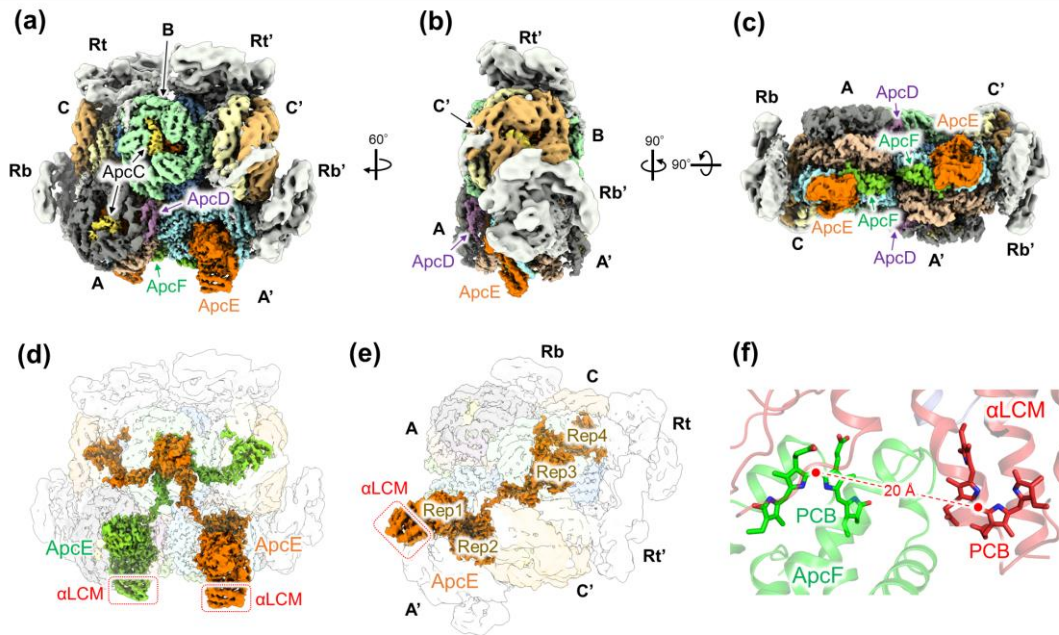 (a)
B
Rt
Rt'
C
C'
ApcC
Rb
Rb'
ApcD
A
ApcF
A'
ApcE
60°
(b)
Rt'
C'
B
Rb'
A
ApcD
A'
ApcE
90°
90°
(c)
A
ApcD
C'
Rb
ApcE
ApcF
ApcE
ApcF
Rb'
C
ApcD
A'
(d)
ApcE
ApcE
αLCM
αLCM
(e)
Rb
C
A
Rep4
Rt
αLCM
Rep3
Rep1
Rep2
Rt'
ApcE
C'
A'
(f)
αLCM
20 Å
PCB
PCB
ApcF